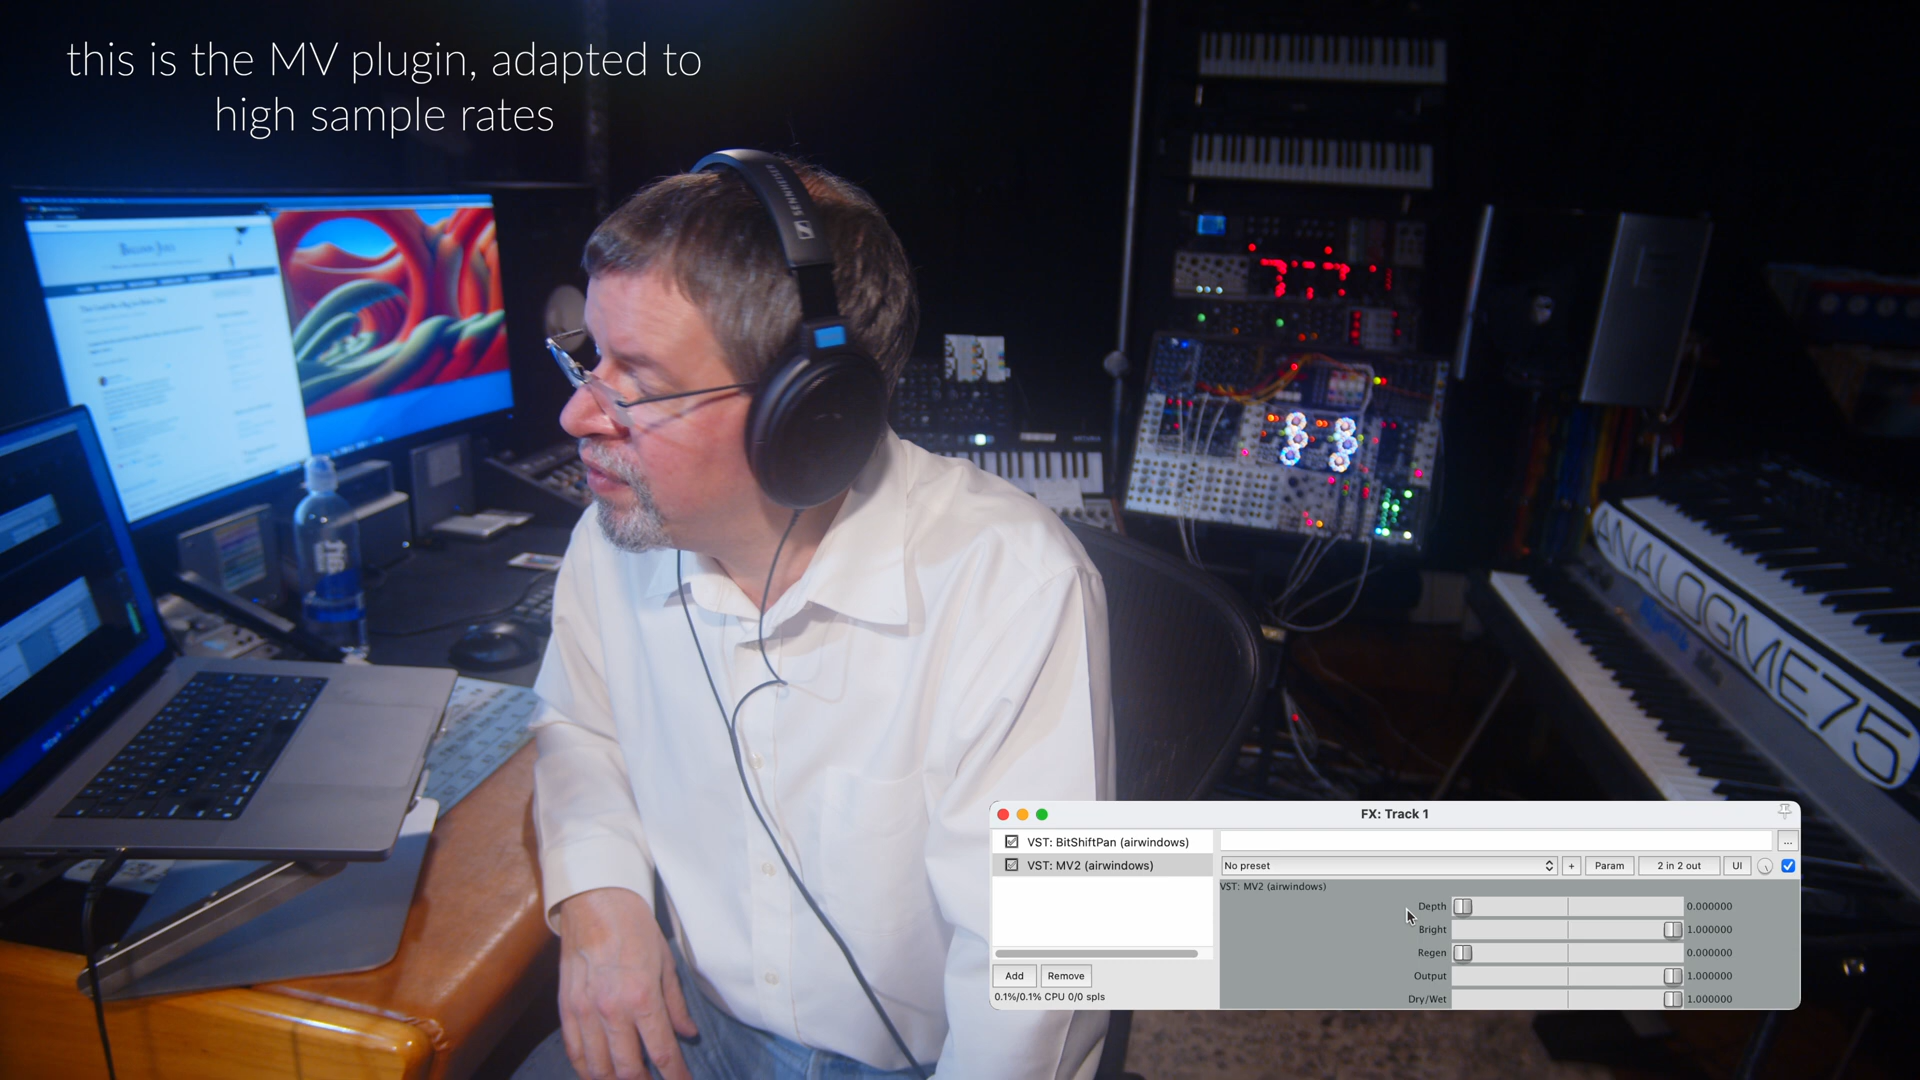 this is the MV plugin, adapted to
high sample rates
SENNHEISER
ANALOGME75
FX: Track 1
VST: BitShiftPan (airwindows)
VST: MV2 (airwindows)
...
No preset
+
Param
2 in 2 out
UI
VST: MV2 (airwindows)
Depth 0.000000
Bright 1.000000
Regen 0.000000
Output 1.000000
Dry/Wet 1.000000
Add
Remove
0.1%/0.1% CPU 0/0 spls